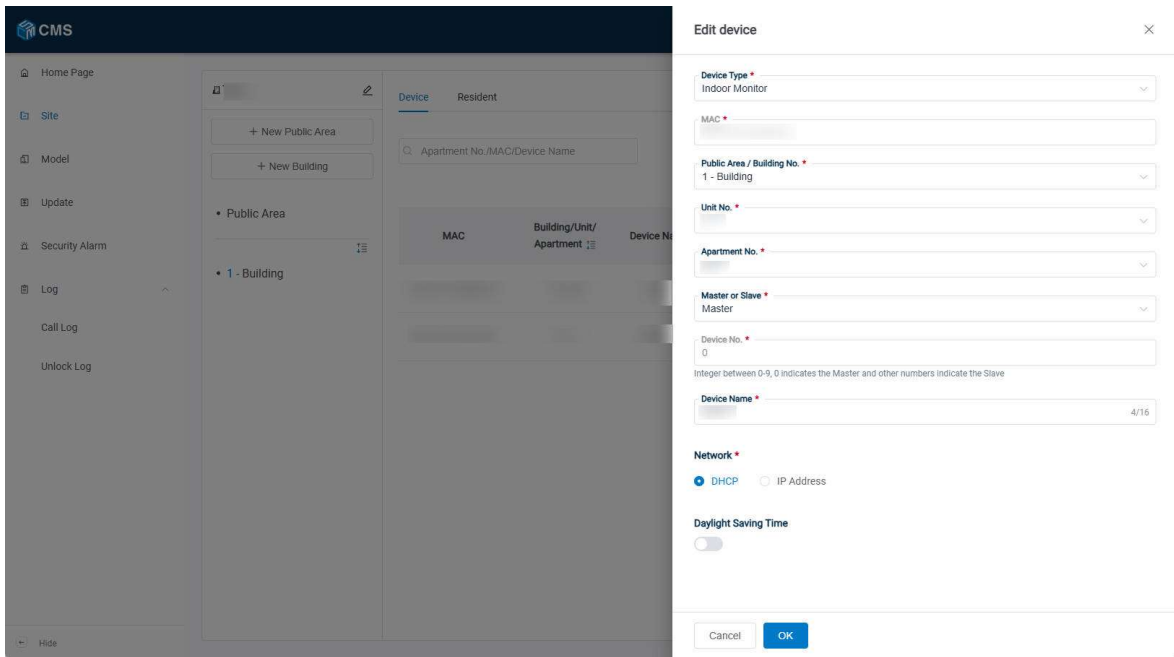 CMS
Home Page
Site
Model
Update
Security Alarm
Log
Call Log
Unlock Log
Hide
+ New Public Area
+ New Building
• Public Area
• 1 - Building
Device Resident
Apartment No./MAC/Device Name
MAC
Building/Unit/
Apartment
Device Na
Edit device
Device Type *
Indoor Monitor
MAC *
Public Area / Building No. *
1 - Building
Unit No. *
Apartment No. *
Master or Slave *
Master
Device No. *
0
Integer between 0-9, 0 indicates the Master and other numbers indicate the Slave
Device Name *
4/16
Network *
DHCP IP Address
Daylight Saving Time
Cancel OK